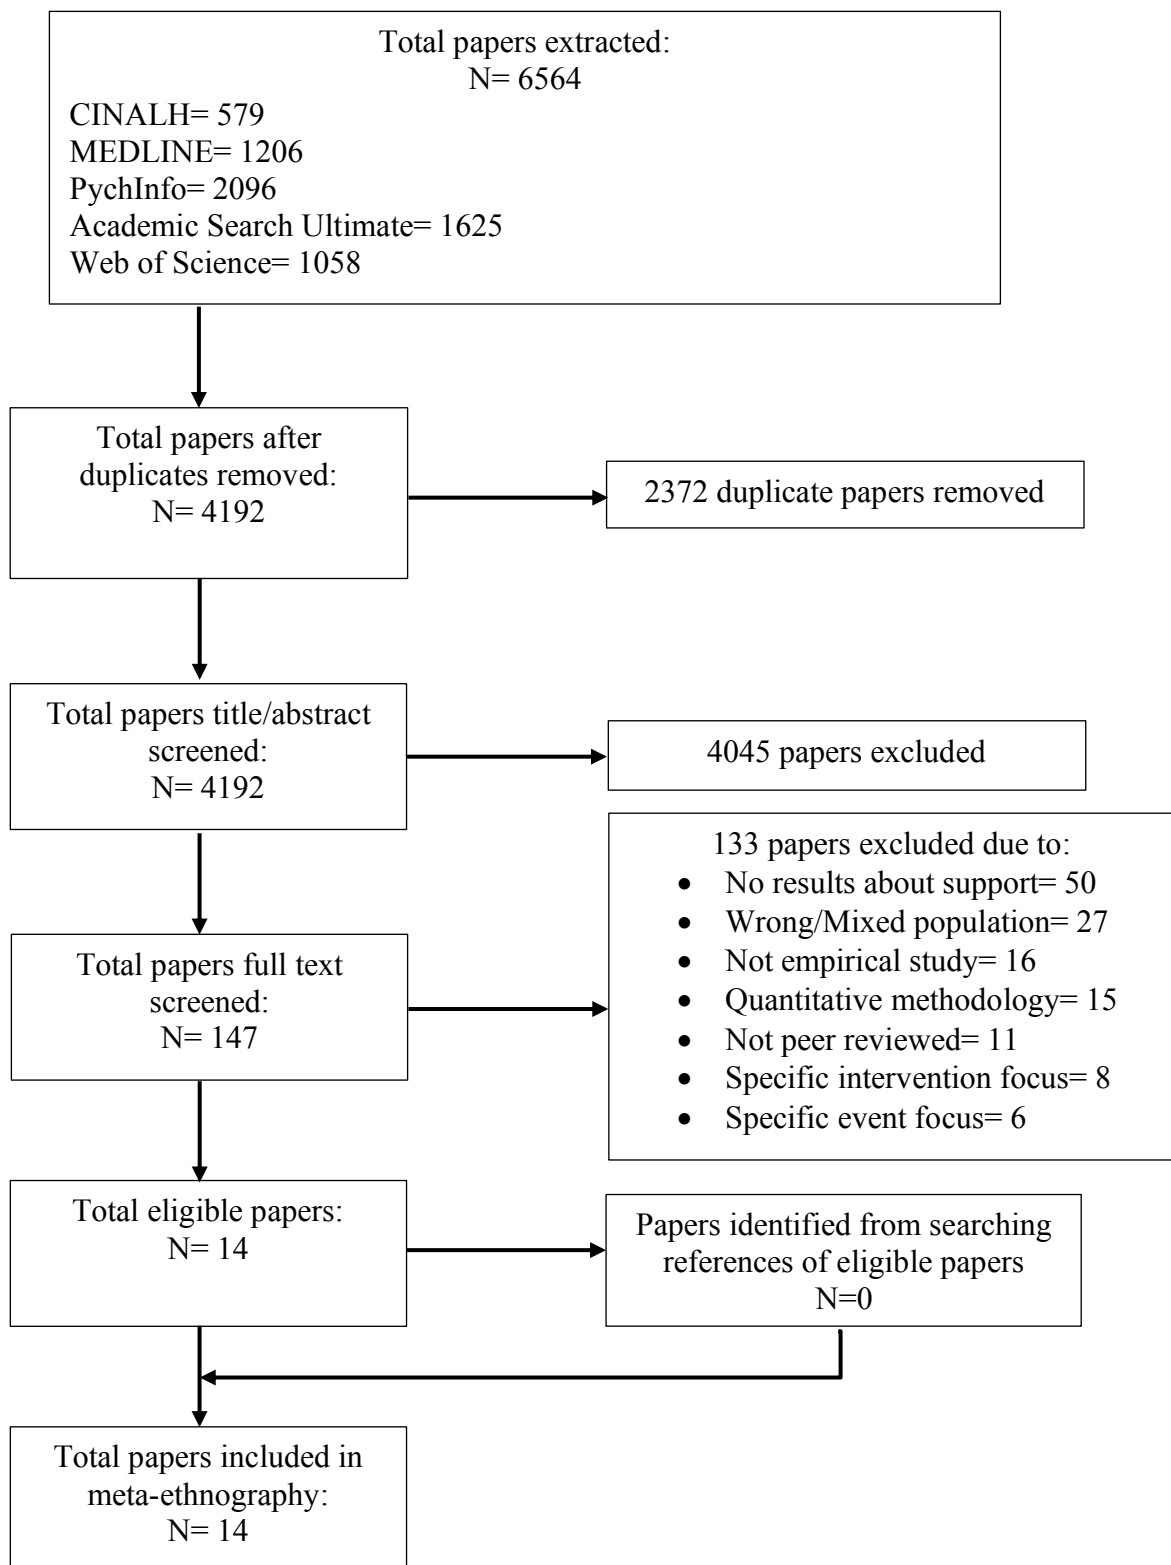 Total papers extracted:
N= 6564
CINALH= 579
MEDLINE= 1206
PychInfo= 2096
Academic Search Ultimate= 1625
Web of Science= 1058
Total papers after
duplicates removed:
N= 4192
2372 duplicate papers removed
Total papers title/abstract
screened:
N= 4192
4045 papers excluded
133 papers excluded due to:
• No results about support= 50
• Wrong/Mixed population= 27
• Not empirical study= 16
• Quantitative methodology= 15
• Not peer reviewed= 11
• Specific intervention focus= 8
• Specific event focus= 6
Total papers full text
screened:
N= 147
Total eligible papers:
N= 14
Papers identified from searching
references of eligible papers
N=0
Total papers included in
meta-ethnography:
N= 14